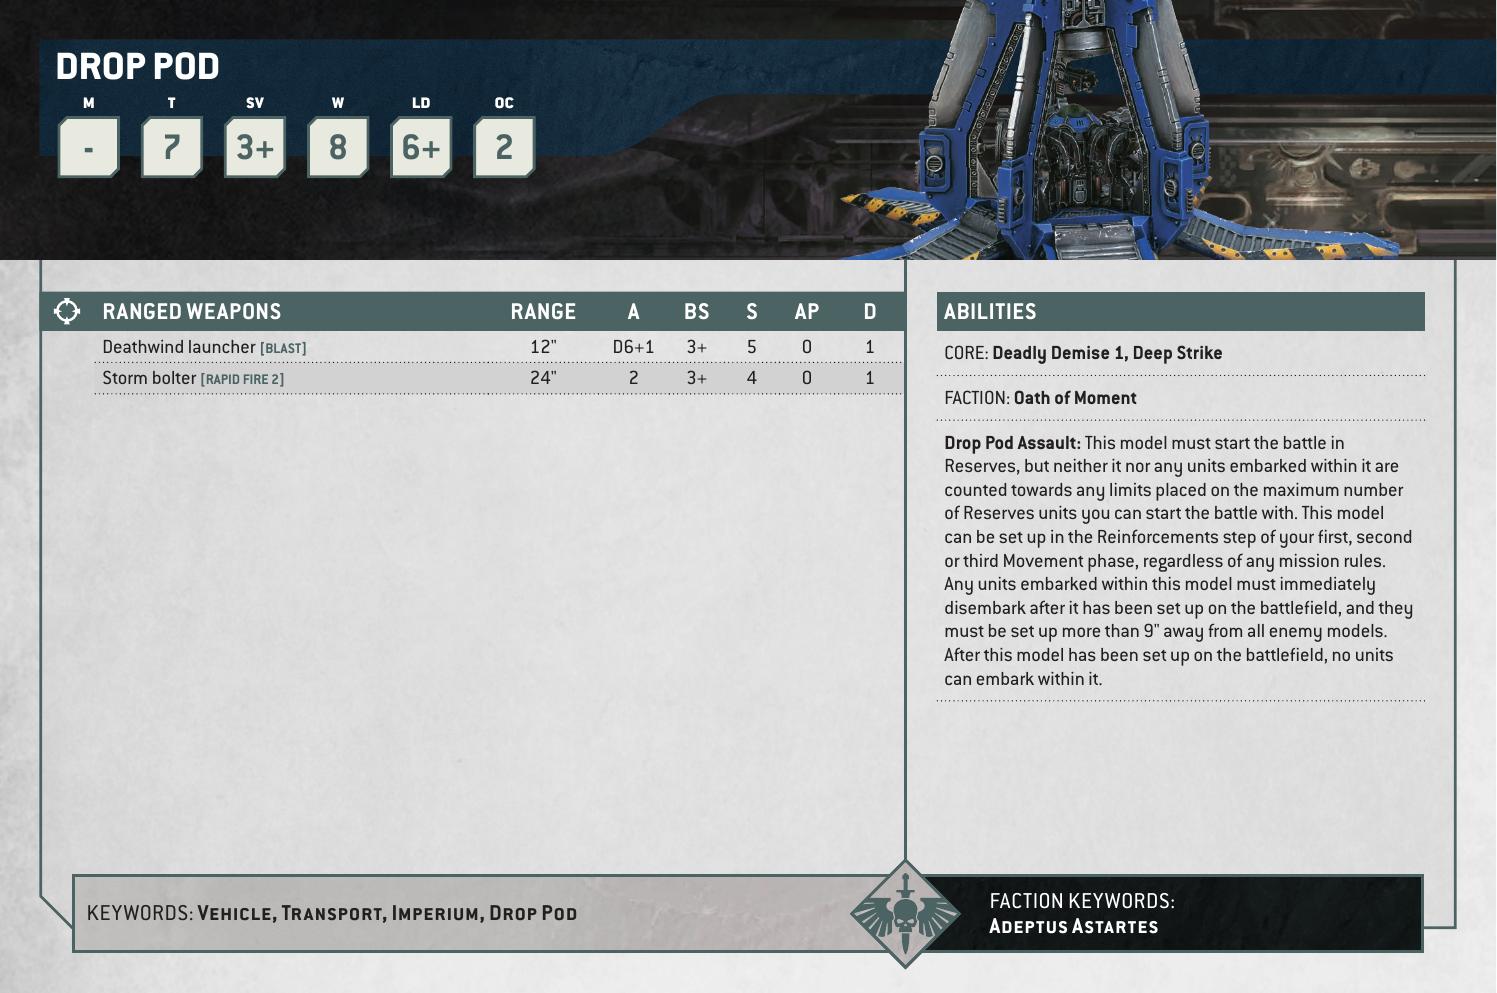 DROP POD
M T SV W LD OC
- 7 3+ 8 6+ 2
RANGED WEAPONS RANGE A BS S AP D
Deathwind launcher [BLAST] 12" D6+1 3+ 5 0 1
Storm bolter [RAPID FIRE 2] 24" 2 3+ 4 0 1
ABILITIES
CORE: Deadly Demise 1, Deep Strike
FACTION: Oath of Moment
Drop Pod Assault: This model must start the battle in
Reserves, but neither it nor any units embarked within it are
counted towards any limits placed on the maximum number
of Reserves units you can start the battle with. This model
can be set up in the Reinforcements step of your first, second
or third Movement phase, regardless of any mission rules.
Any units embarked within this model must immediately
disembark after it has been set up on the battlefield, and they
must be set up more than 9" away from all enemy models.
After this model has been set up on the battlefield, no units
can embark within it.
KEYWORDS: VEHICLE, TRANSPORT, IMPERIUM, DROP POD
FACTION KEYWORDS:
ADEPTUS ASTARTES